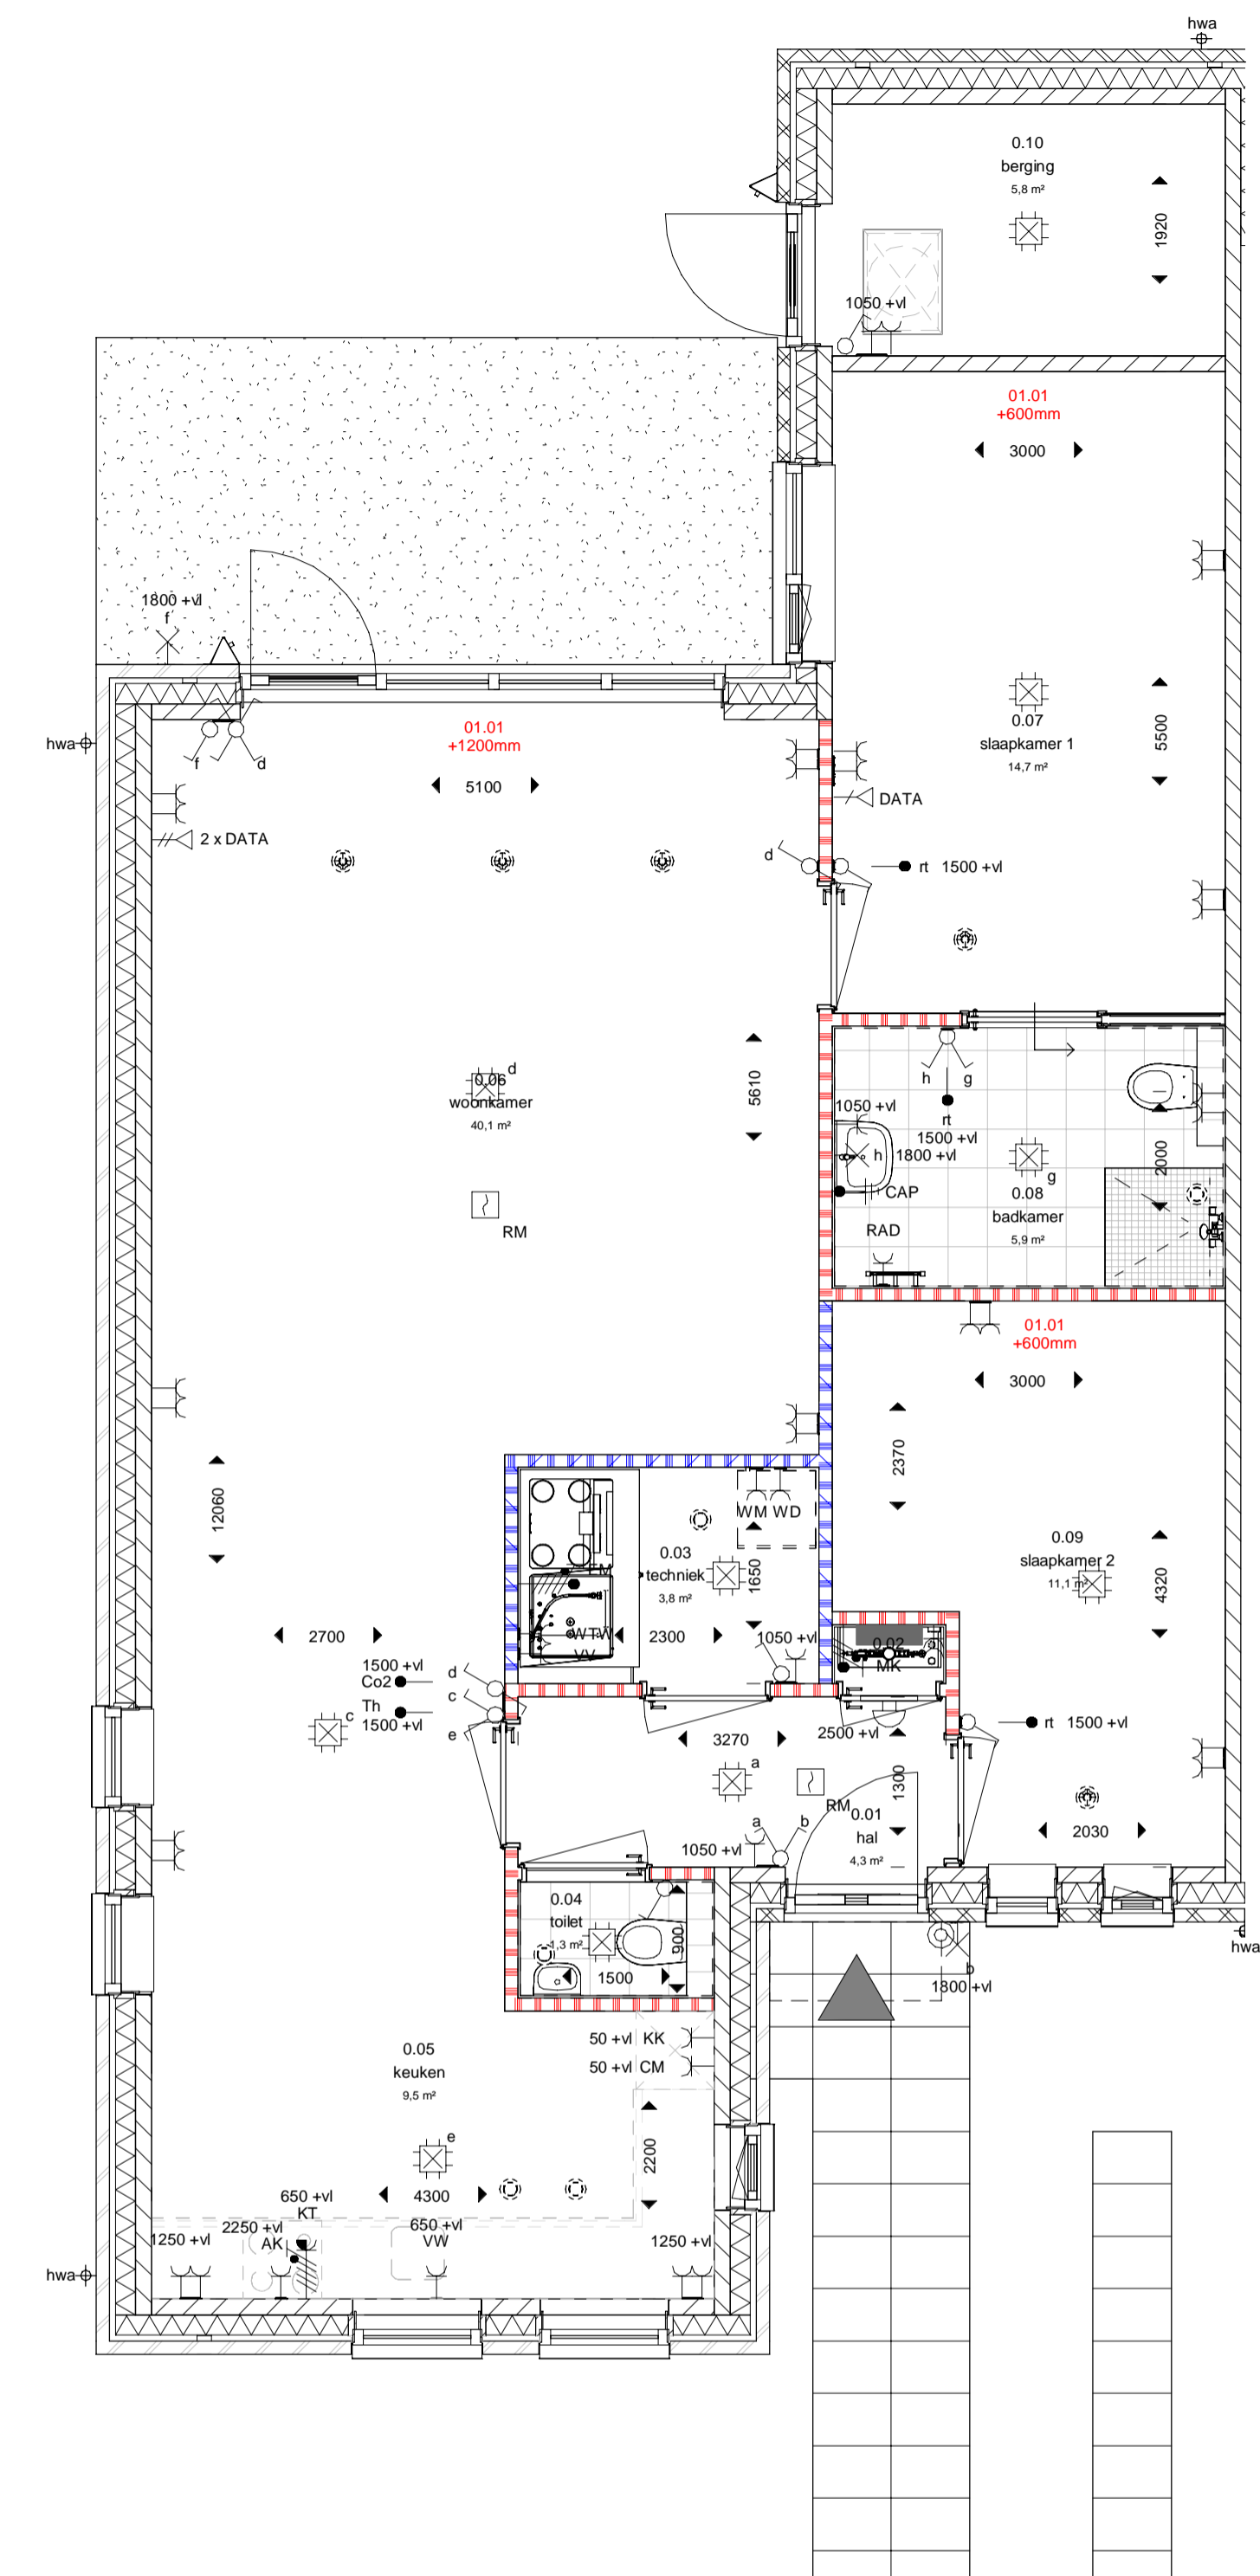 hwa
0.10
berging
5,8 m²
1920
1050 +vl
01.01
+600mm
3000
1800 +vl
f
0.07
slaapkamer 1
14,7 m²
5500
hwa
f
d
01.01
+1200mm
5100
2 x DATA
DATA
d
rt 1500 +vl
0.06
d
woonkamer
40,1 m²
5610
h
g
rt
1500 +vl
1050 +vl
h
1800 +vl
2000
g
CAP
0.08
badkamer
5,9 m²
RAD
RM
01.01
+600mm
3000
2370
12060
WM
WD
0.03
techniek
3,8 m²
1650
0.09
slaapkamer 2
11,1 m²
4320
2700
WTW
VV
2300
1050 +vl
0.02
MK
1500 +vl
Co2
Th
1500 +vl
d
c
e
c
3270
2500 +vl
rt 1500 +vl
a
RM
1300
0.01
hal
4,3 m²
a
b
1050 +vl
2030
0.04
toilet
1,3 m²
900
1500
b
1800 +vl
hwa
50 +vl KK
50 +vl CM
0.05
keuken
9,5 m²
e
2200
4300
650 +vl
KT
2250 +vl
AK
1250 +vl
650 +vl
VW
1250 +vl
hwa